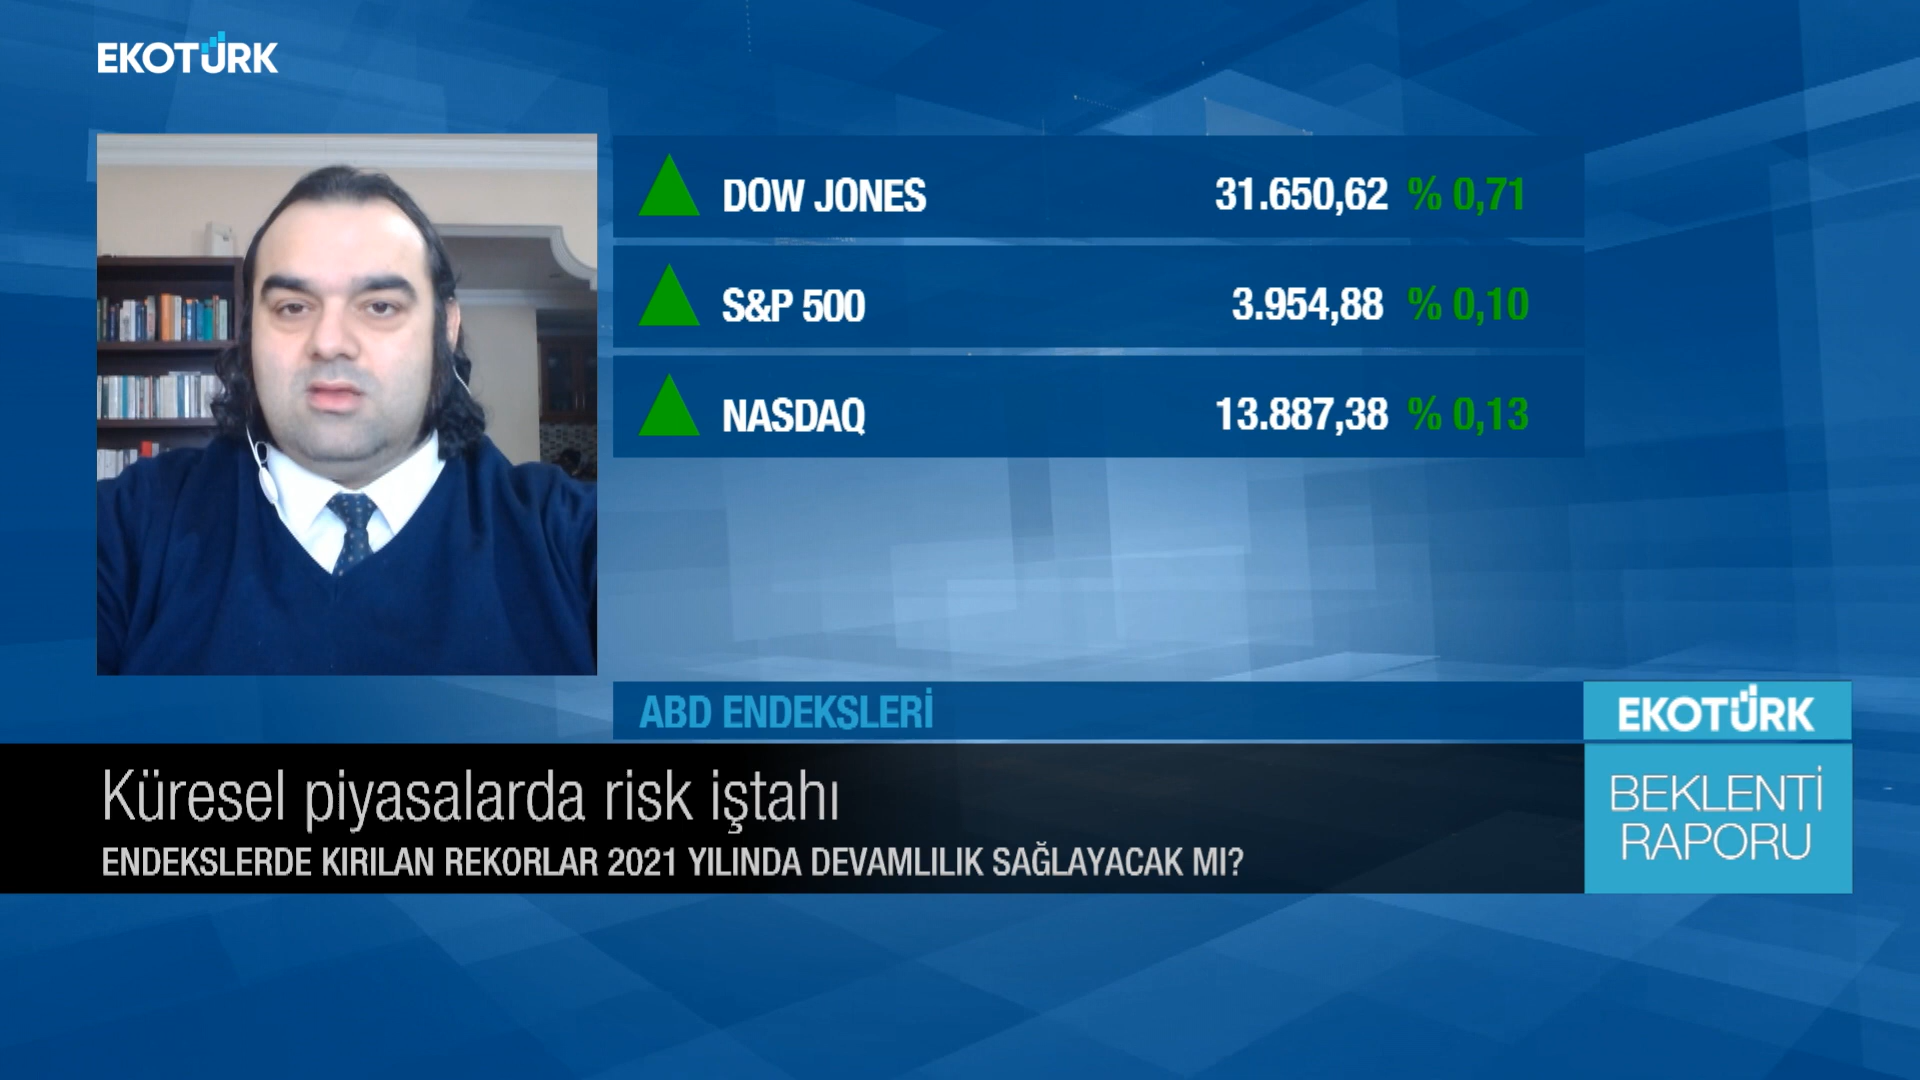 EKOTÜRK
DOW JONES 31.650,62 % 0,71
S&P 500 3.954,88 % 0,10
NASDAQ 13.887,38 % 0,13
ABD ENDEKSLERİ
EKOTÜRK
Küresel piyasalarda risk iştahı
ENDEKSLERDE KIRILAN REKORLAR 2021 YILINDA DEVAMLILIK SAĞLAYACAK MI?
BEKLENTİ
RAPORU